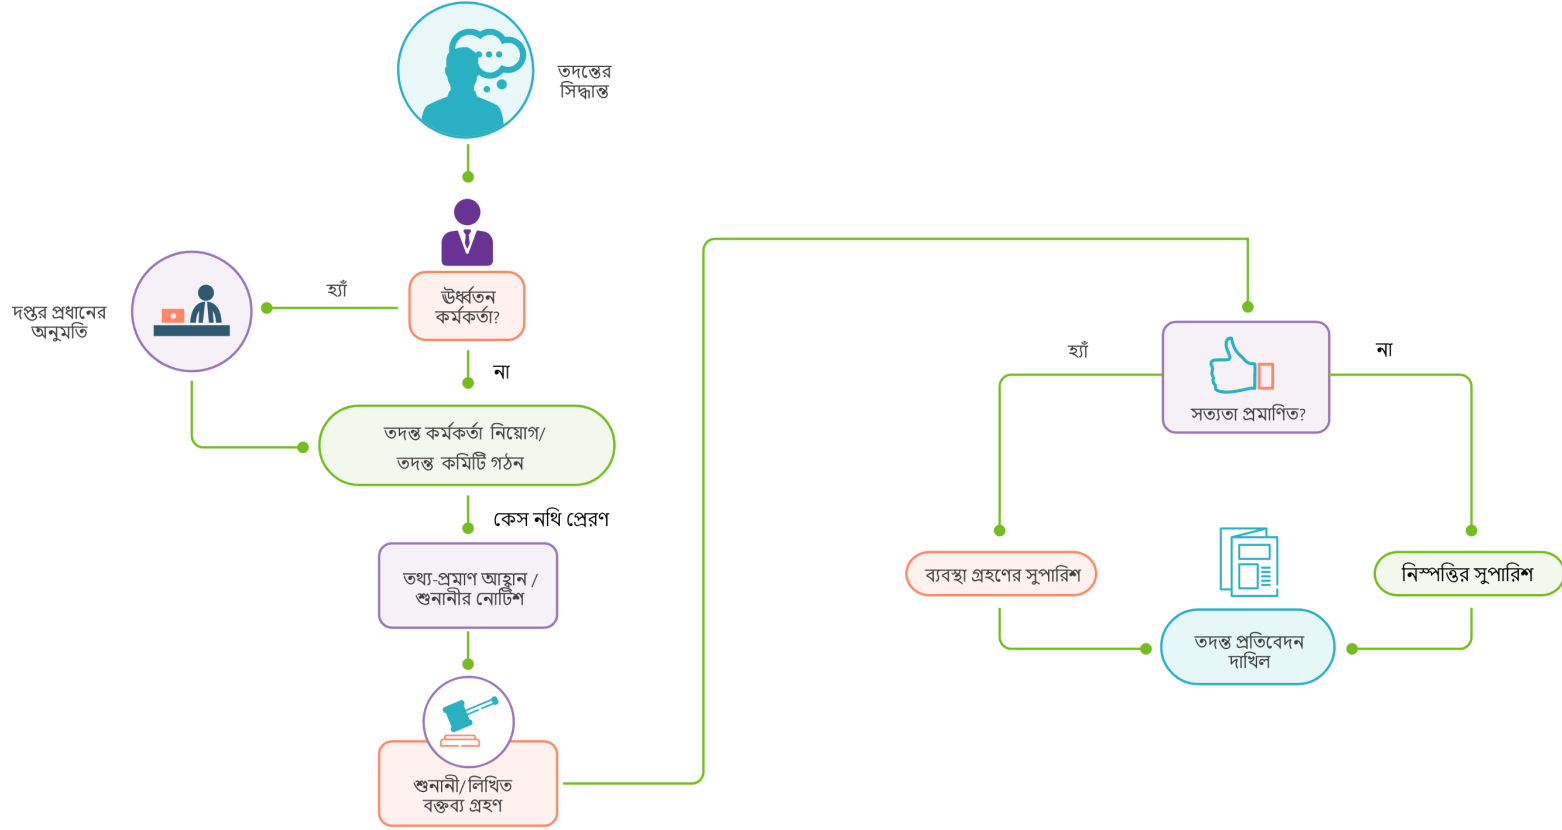 তদন্তের
সিদ্ধান্ত
ঊর্ধ্বতন
কর্মকর্তা?
হ্যাঁ
দপ্তর প্রধানের
অনুমতি
না
তদন্ত কর্মকর্তা নিয়োগ/
তদন্ত কমিটি গঠন
কেস নথি প্রেরণ
তথ্য-প্রমাণ আহ্বান /
শুনানীর নোটিশ
শুনানী/লিখিত
বক্তব্য গ্রহণ
সত্যতা প্রমাণিত?
হ্যাঁ
না
ব্যবস্থা গ্রহণের সুপারিশ
নিস্পত্তির সুপারিশ
তদন্ত প্রতিবেদন
দাখিল